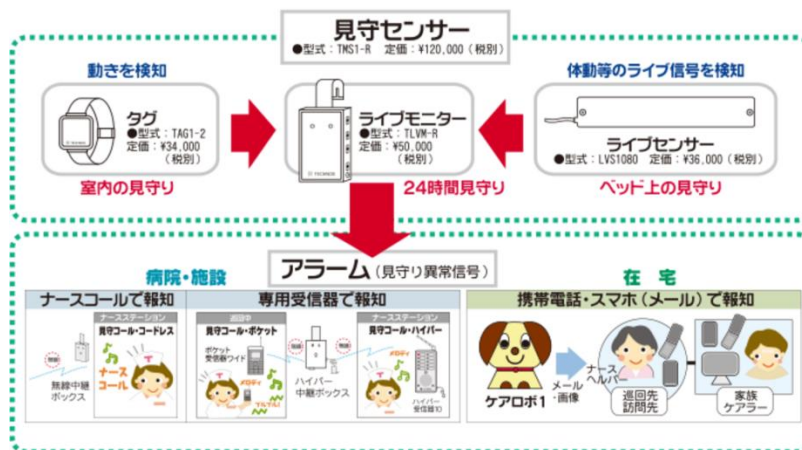 見守センサー
●型式：TMS1-R 定価：¥120,000（税別）
動きを検知
体動等のライブ信号を検知
タグ
●型式：TAG1-2
定価：¥34,000
（税別）
ライブモニター
●型式：TLVM-R
定価：¥50,000
（税別）
ライブセンサー
●型式：LVS1080 定価：¥36,000（税別）
室内の見守り
24時間見守り
ベッド上の見守り
アラーム（見守り異常信号）
病院・施設
在 宅
ナースコールで報知
専用受信器で報知
携帯電話・スマホ（メール）で報知
ナースステーション
見守コール・コードレス
ナース
コール
無線中継
ボックス
巡回中
見守コール・ポケット
ポケット
受信器ワイド
メロディ
ブルブル！
無線
ハイパー
中継ボックス
無線
ナースステーション
見守コール・ハイパー
メロディ
ハイパー
受信器10
ケアロボ1
メール
・画像
ナース
ヘルパー
巡回先
訪問先
家族
ケアラー